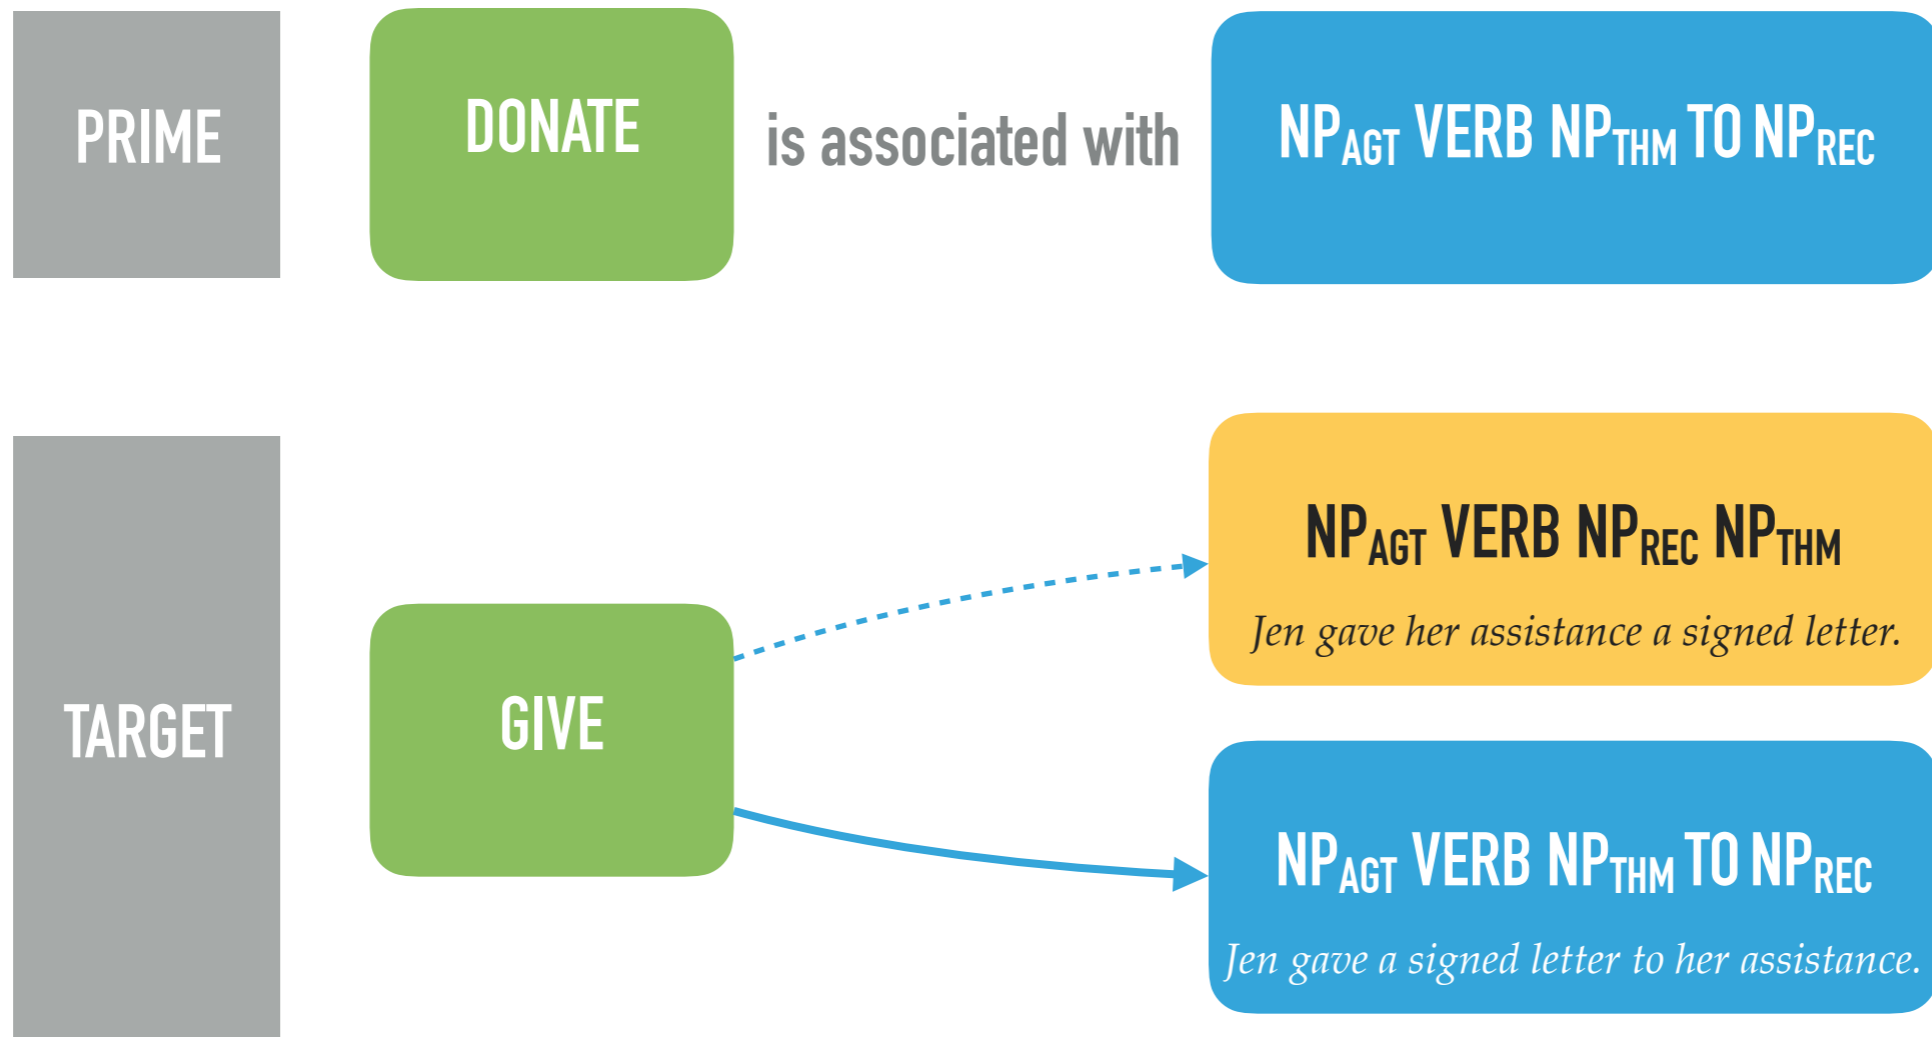 PRIME
DONATE
is associated with
NPAGT VERB NPTHM TO NPREC
TARGET
GIVE
NPAGT VERB NPREC NPTHM
Jen gave her assistance a signed letter.
NPAGT VERB NPTHM TO NPREC
Jen gave a signed letter to her assistance.